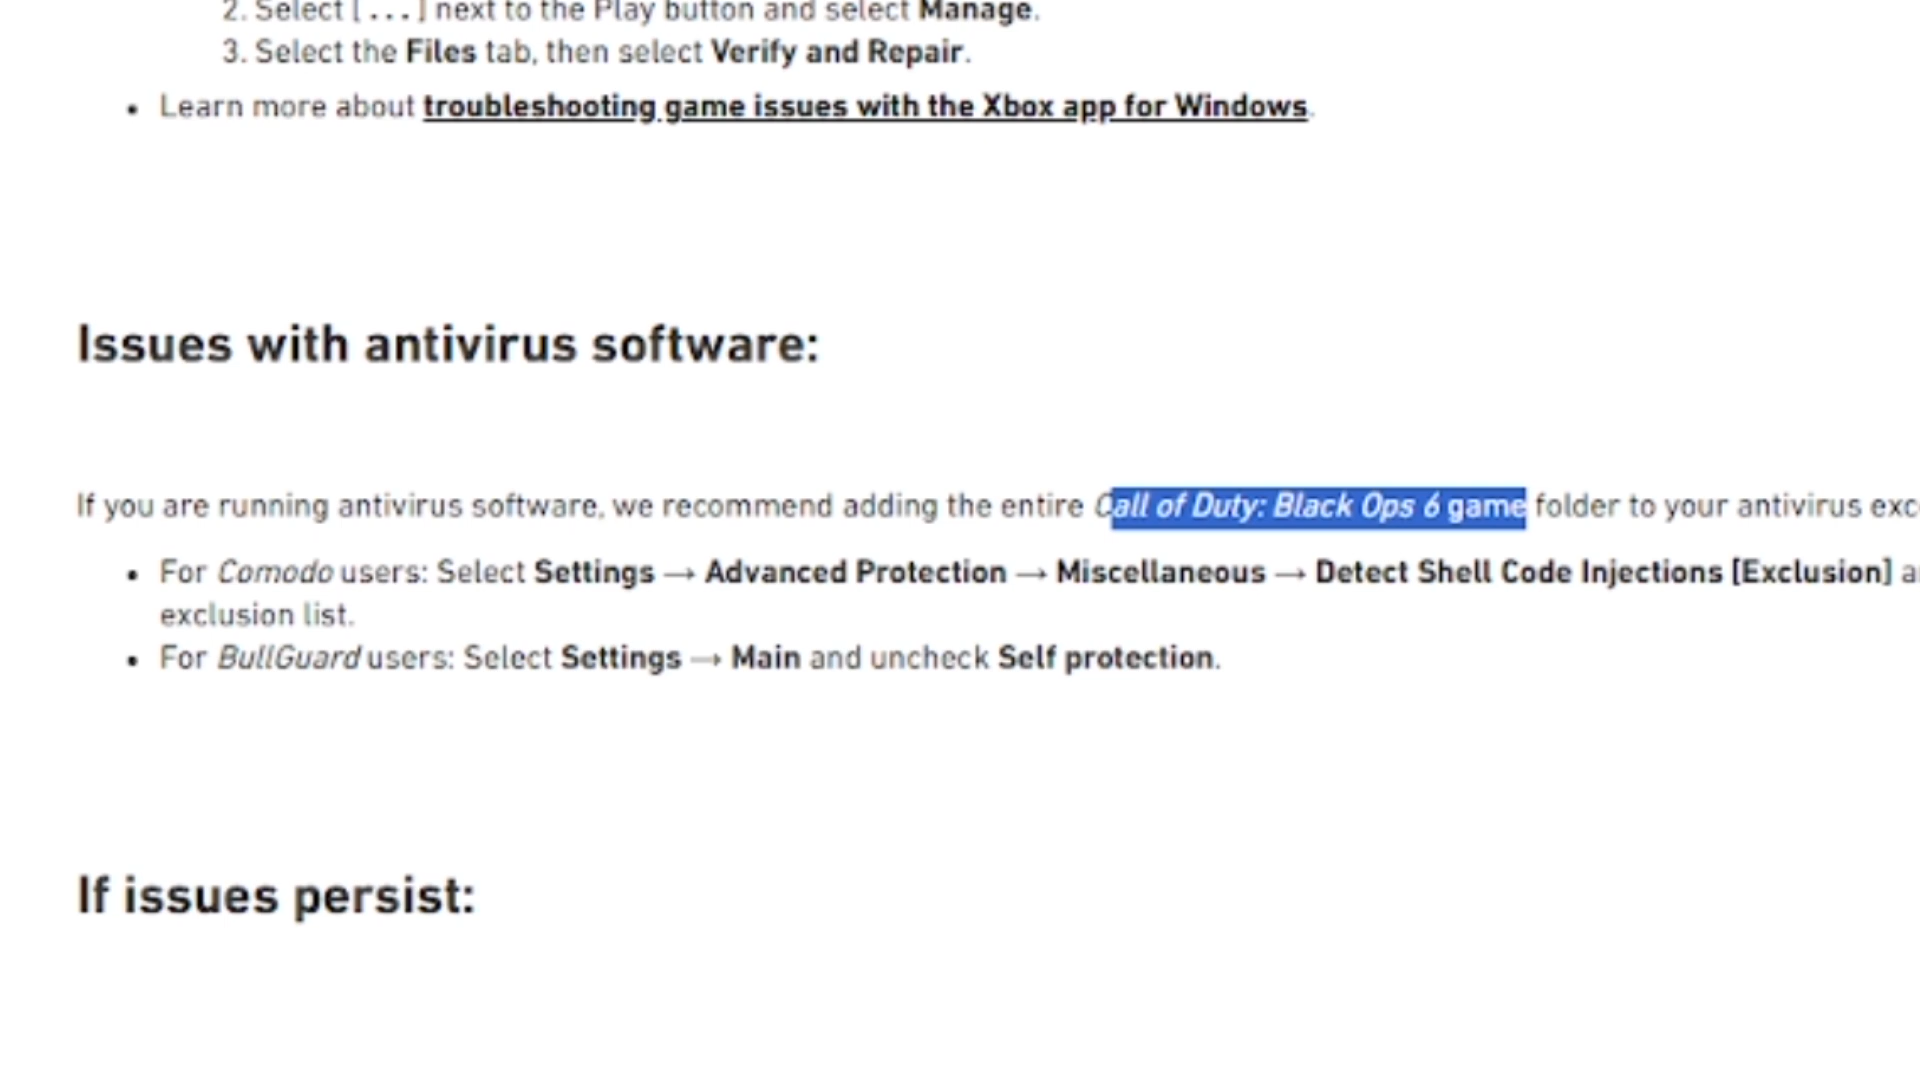 2. Select [...] next to the Play button and select Manage.
3. Select the Files tab, then select Verify and Repair.
• Learn more about troubleshooting game issues with the Xbox app for Windows.
Issues with antivirus software:
If you are running antivirus software, we recommend adding the entire Call of Duty: Black Ops 6 game folder to your antivirus
• For Comodo users: Select Settings → Advanced Protection → Miscellaneous → Detect Shell Code Injections [Exclusion]
exclusion list.
• For BullGuard users: Select Settings → Main and uncheck Self protection.
If issues persist: